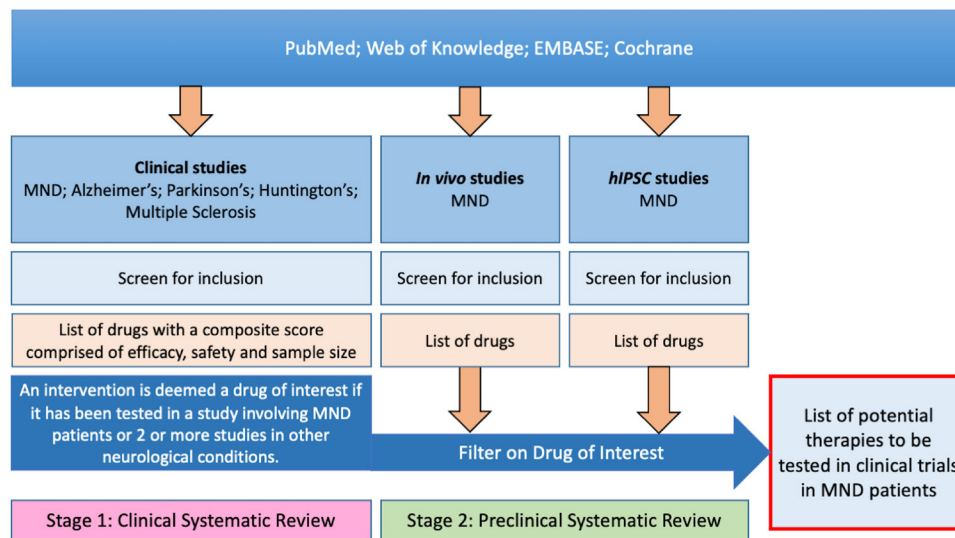 PubMed; Web of Knowledge; EMBASE; Cochrane
Clinical studies
MND; Alzheimer's; Parkinson's; Huntington's;
Multiple Sclerosis
In vivo studies
MND
hIPSC studies
MND
Screen for inclusion
Screen for inclusion
Screen for inclusion
List of drugs with a composite score
comprised of efficacy, safety and sample size
List of drugs
List of drugs
An intervention is deemed a drug of interest if
it has been tested in a study involving MND
patients or 2 or more studies in other
neurological conditions.
Filter on Drug of Interest
List of potential
therapies to be
tested in clinical trials
in MND patients
Stage 1: Clinical Systematic Review
Stage 2: Preclinical Systematic Review